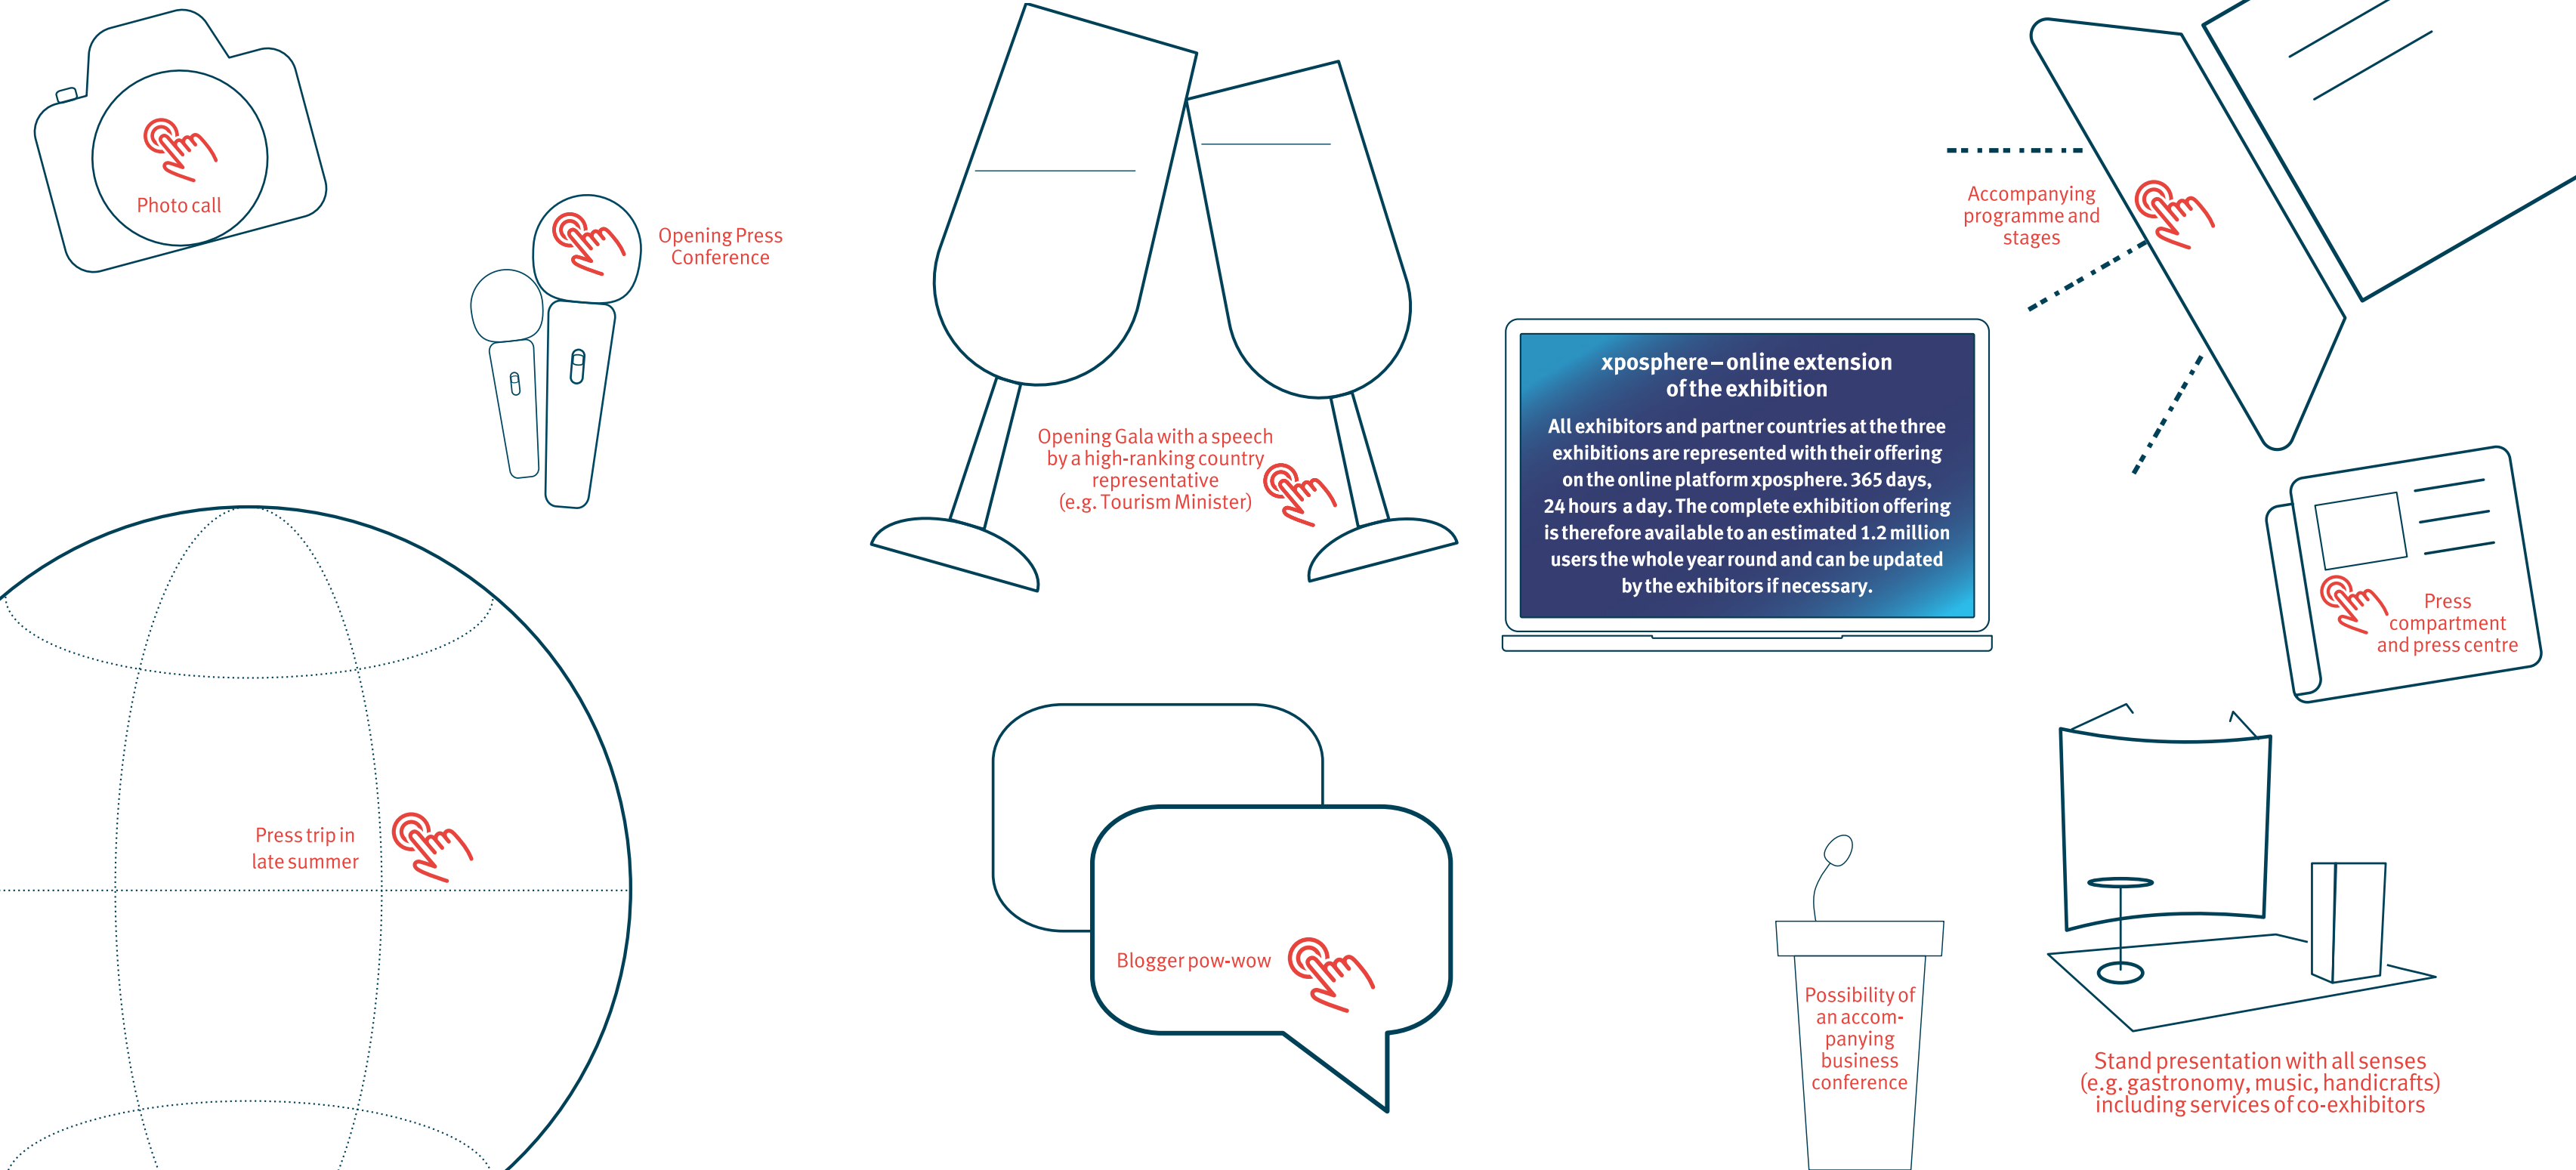 Photo call
Opening Press
Conference
Opening Gala with a speech
by a high-ranking country
representative
(e.g. Tourism Minister)
xposphere – online extension
of the exhibition
All exhibitors and partner countries at the three
exhibitions are represented with their offering
on the online platform xposphere. 365 days,
24 hours a day. The complete exhibition offering
is therefore available to an estimated 1.2 million
users the whole year round and can be updated
by the exhibitors if necessary.
Accompanying
programme and
stages
Press
compartment
and press centre
Press trip in
late summer
Blogger pow-wow
Possibility of
an accom-
panying
business
conference
Stand presentation with all senses
(e.g. gastronomy, music, handicrafts)
including services of co-exhibitors